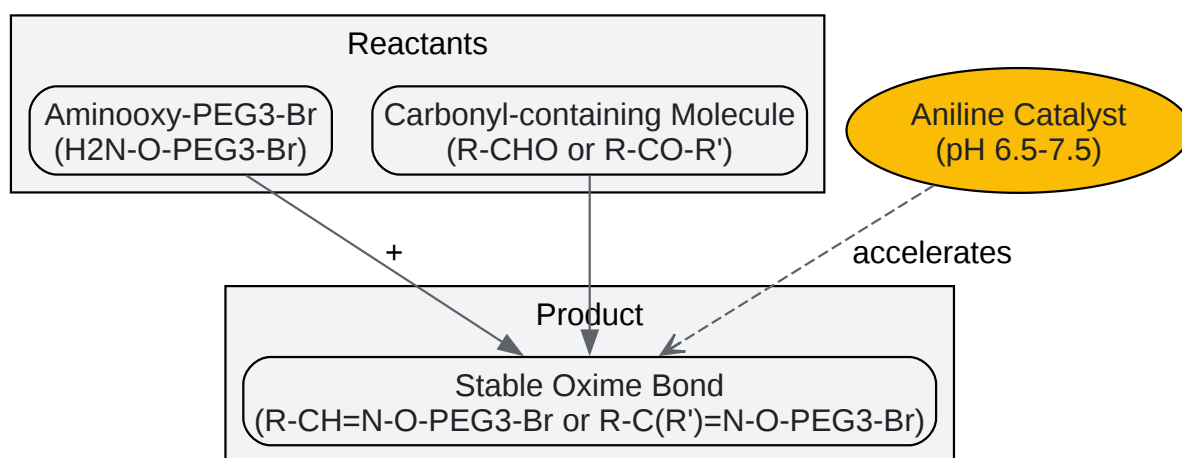 Reactants
Aminooxy-PEG3-Br
(H2N-O-PEG3-Br)
Carbonyl-containing Molecule
(R-CHO or R-CO-R')
Aniline Catalyst
(pH 6.5-7.5)
+
accelerates
Product
Stable Oxime Bond
(R-CH=N-O-PEG3-Br or R-C(R')=N-O-PEG3-Br)